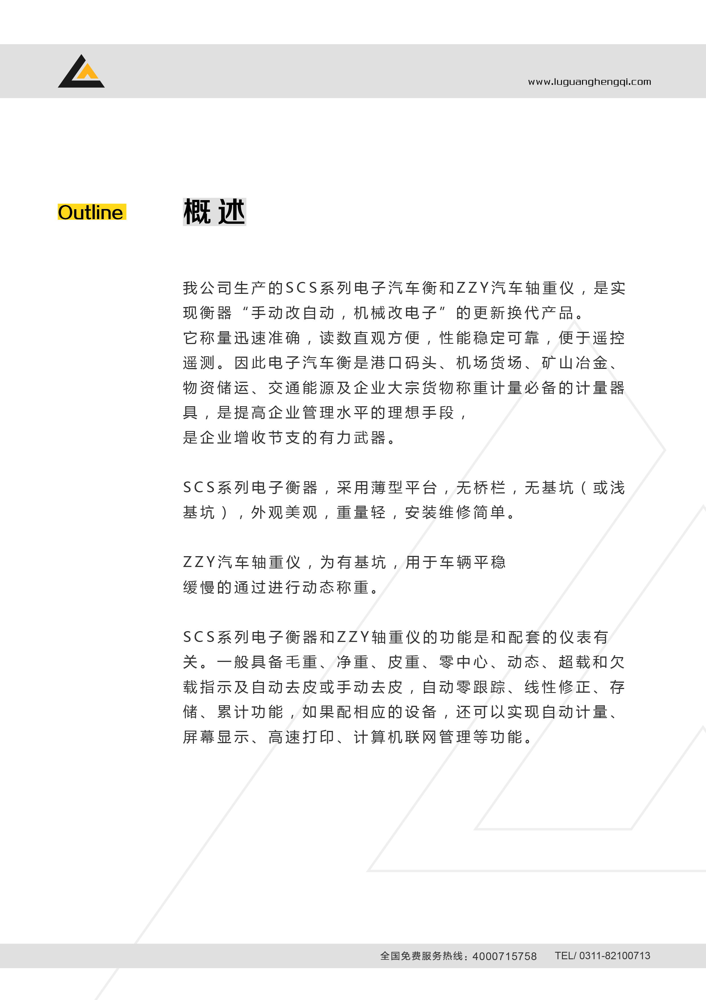 www.luguanghengqi.com
Outline
概述
我公司生产的SCS系列电子汽车衡和ZZY汽车轴重仪，是实
现衡器“手动改自动，机械改电子”的更新换代产品。
它称量迅速准确，读数直观方便，性能稳定可靠，便于遥控
遥测。因此电子汽车衡是港口码头、机场货场、矿山冶金、
物资储运、交通能源及企业大宗货物称重计量必备的计量器
具，是提高企业管理水平的理想手段，
是企业增收节支的有力武器。
SCS系列电子衡器，采用薄型平台，无桥栏，无基坑（或浅
基坑），外观美观，重量轻，安装维修简单。
ZZY汽车轴重仪，为有基坑，用于车辆平稳
缓慢的通过进行动态称重。
SCS系列电子衡器和ZZY轴重仪的功能是和配套的仪表有
关。一般具备毛重、净重、皮重、零中心、动态、超载和欠
载指示及自动去皮或手动去皮，自动零跟踪、线性修正、存
储、累计功能，如果配相应的设备，还可以实现自动计量、
屏幕显示、高速打印、计算机联网管理等功能。
全国免费服务热线：4000715758 TEL/ 0311-82100713